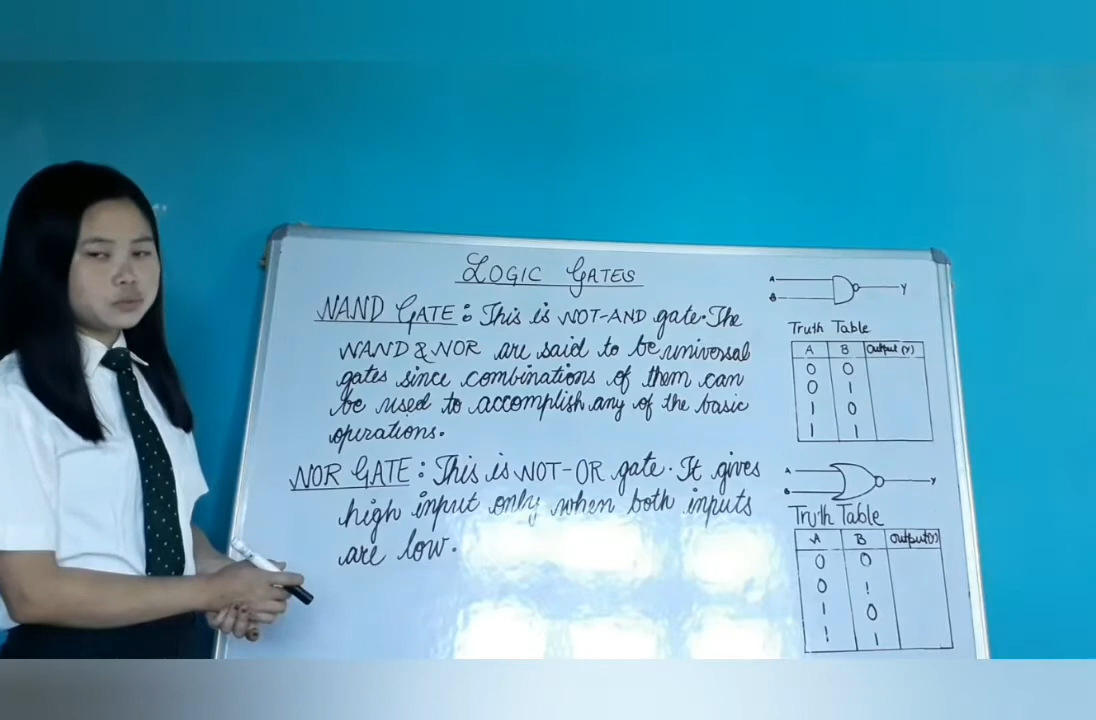 LOGIC GATES
NAND GATE: This is NOT-AND gate. The
NAND & NOR are said to be universal
gates since combinations of them can
be used to accomplish any of the basic
operations.
NOR GATE: This is NOT-OR gate. It gives
high input only when both inputs
are low.
A
B
Y
Truth Table
A B Output (Y)
0 0
0 1
1 0
1 1
A
B
Y
Truth Table
A B Output(Y)
0 0
0 1
1 0
1 1